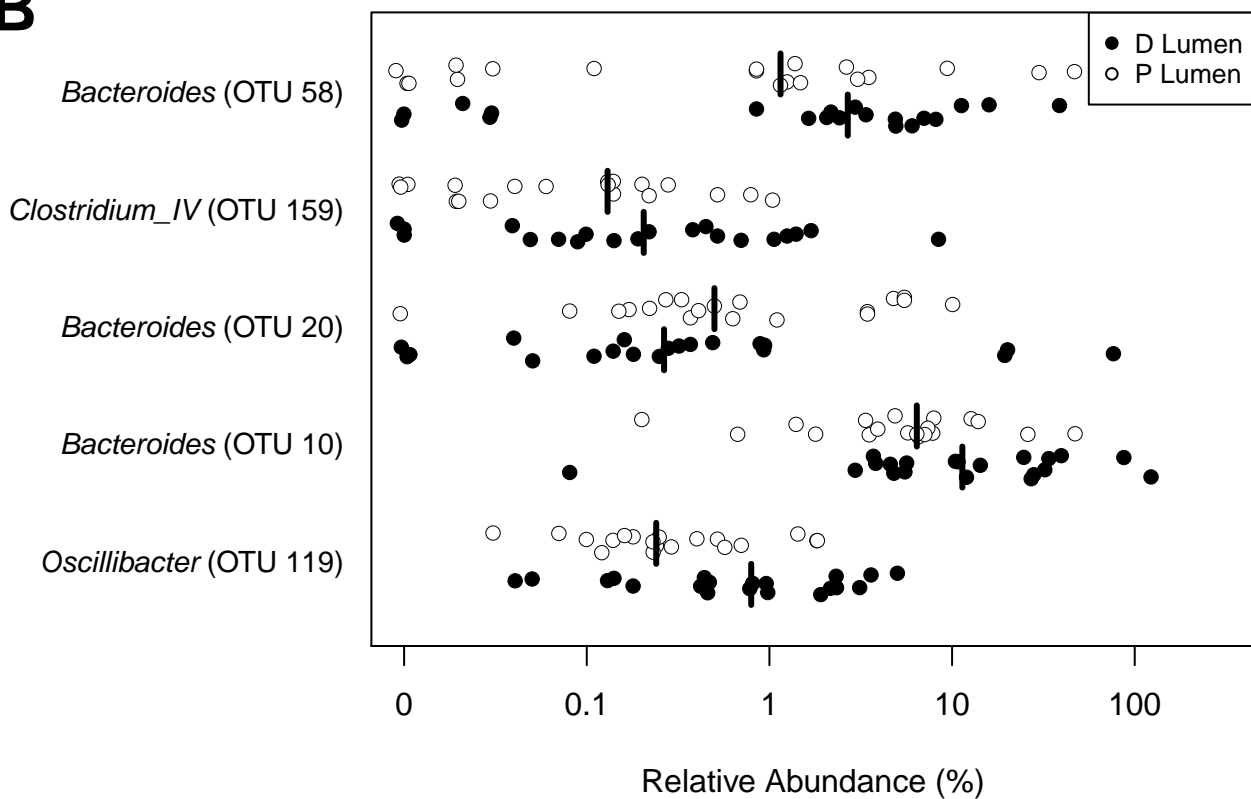 B
D Lumen
P Lumen
Bacteroides (OTU 58)
Clostridium_IV (OTU 159)
Bacteroides (OTU 20)
Bacteroides (OTU 10)
Oscillibacter (OTU 119)
0 0.1 1 10 100
Relative Abundance (%)